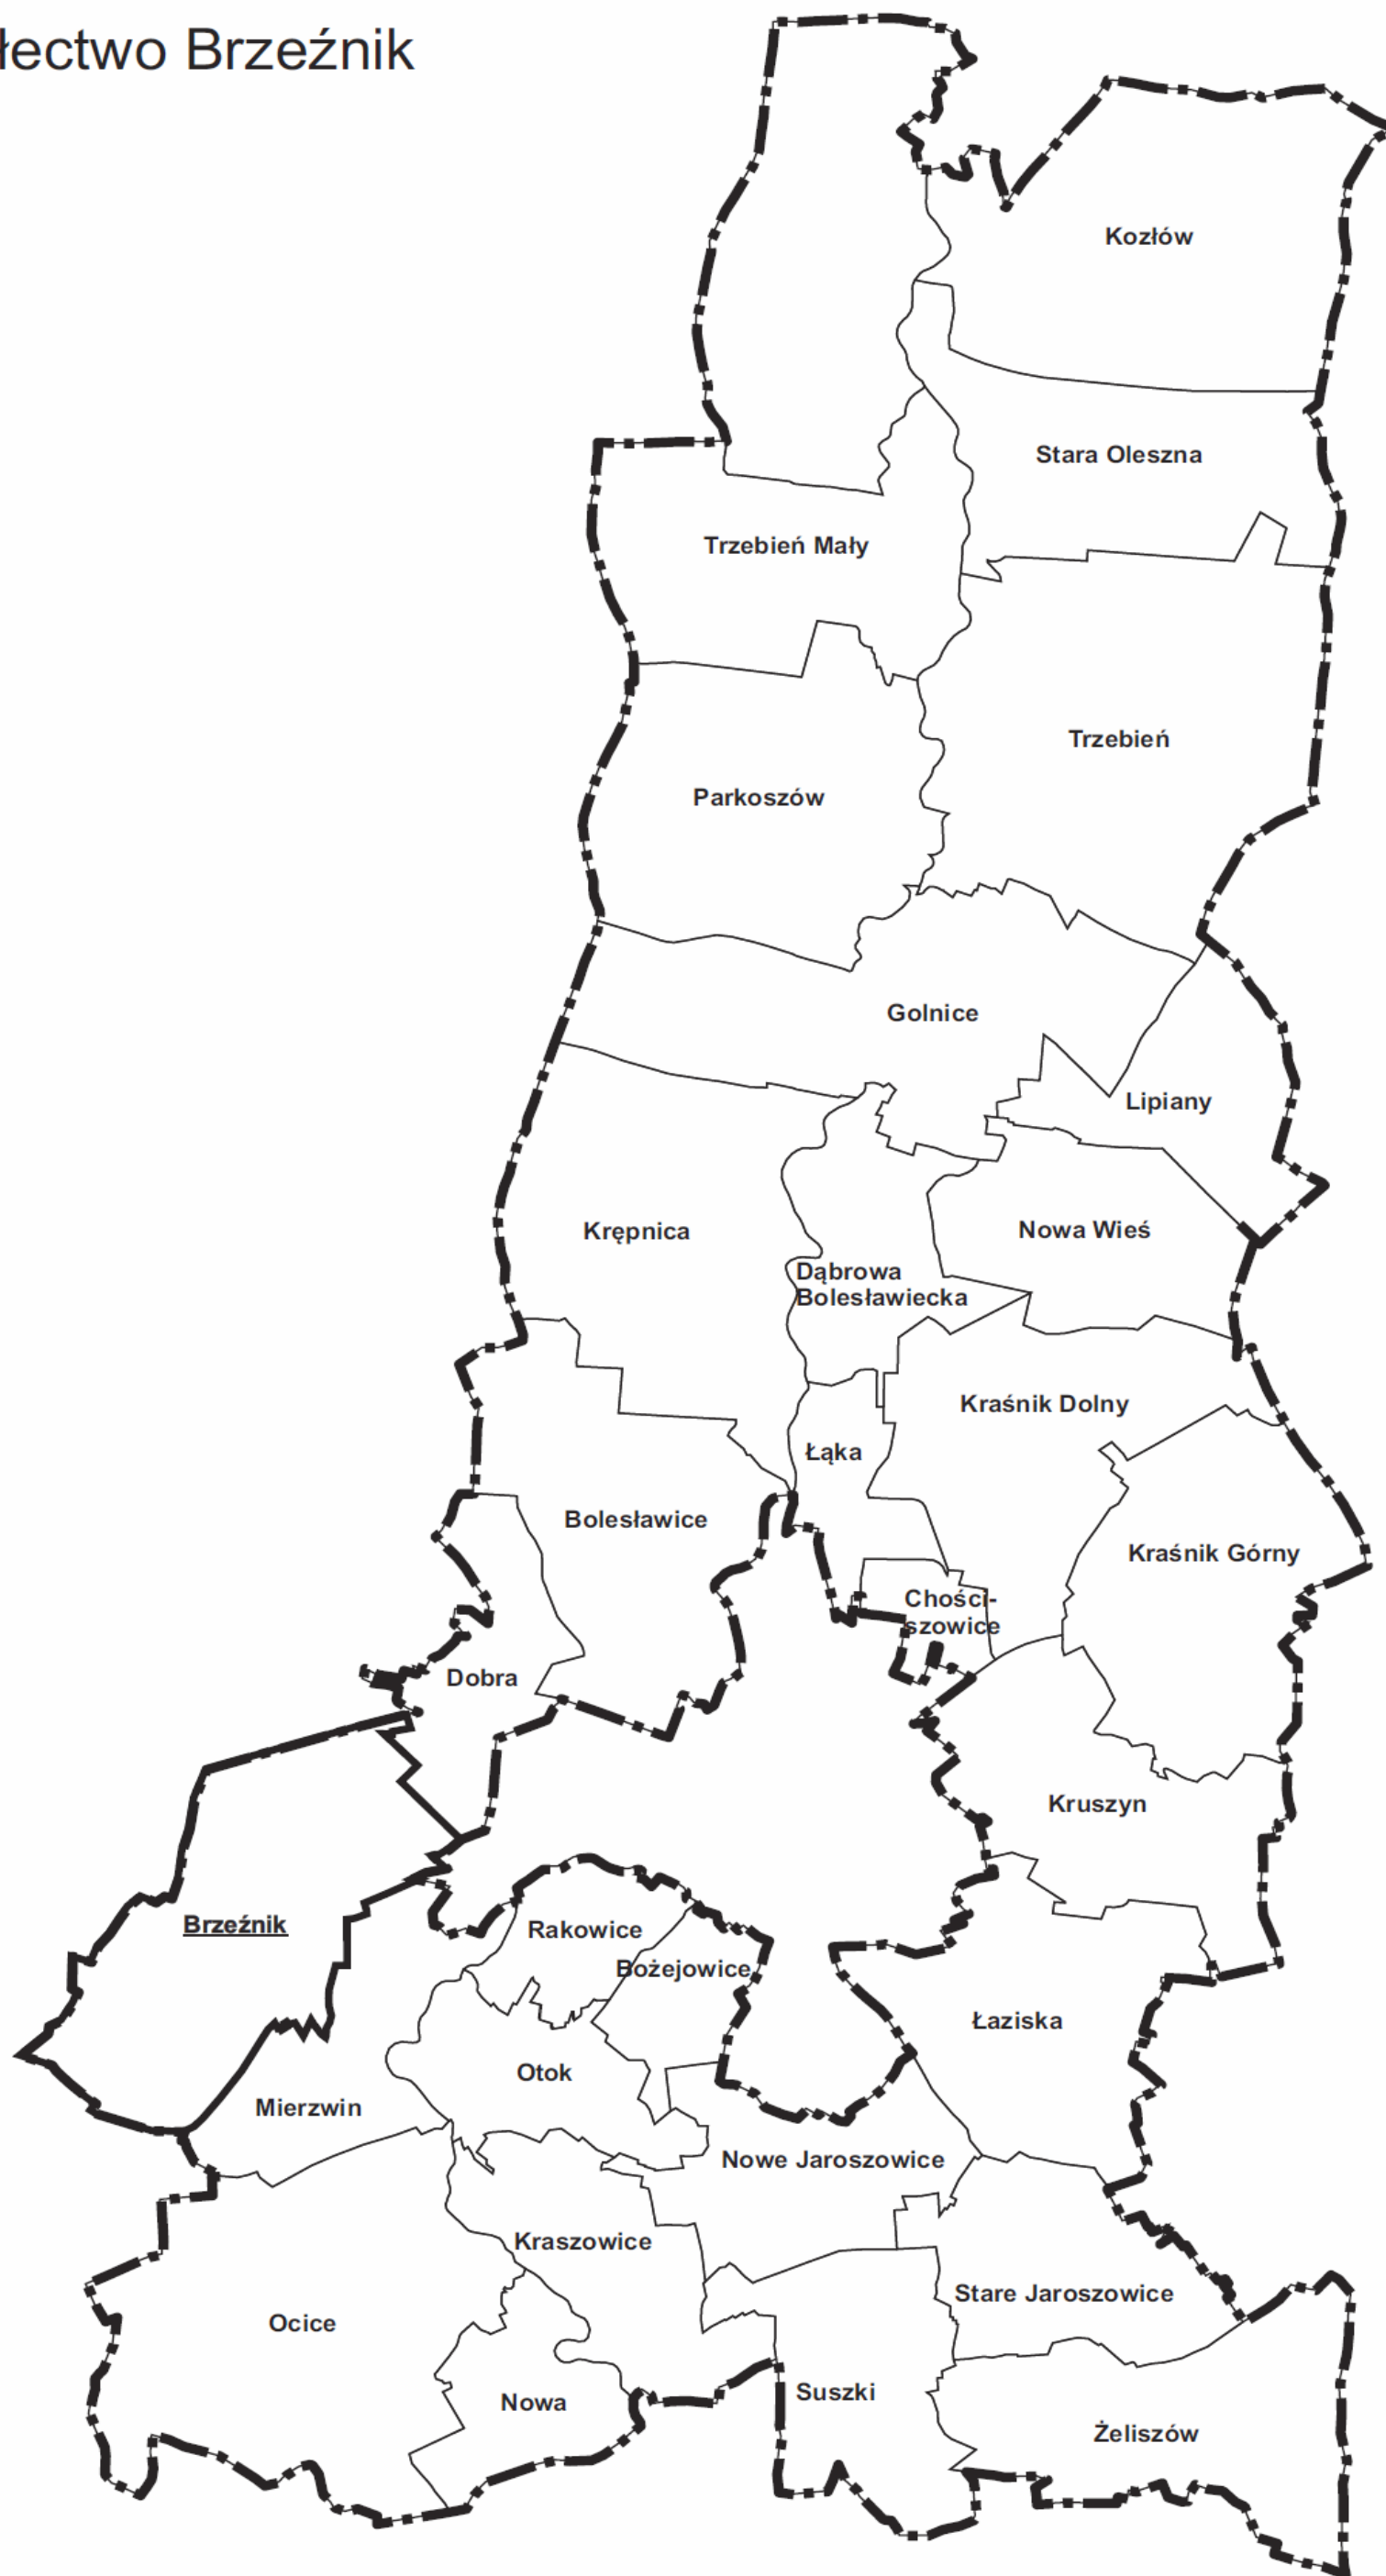 łectwo Brzeźnik
Kozłów
Stara Oleszna
Trzebień Mały
Trzebień
Parkoszów
Golnice
Lipiany
Krępnica
Nowa Wieś
Dąbrowa
Bolesławiecka
Kraśnik Dolny
Łąka
Bolesławice
Kraśnik Górny
Chości-
szowice
Dobra
Kruszyn
Brzeźnik
Rakowice
Bożejowice
Łaziska
Otok
Mierzwin
Nowe Jaroszowice
Kraszowice
Stare Jaroszowice
Ocice
Suszki
Nowa
Żeliszów